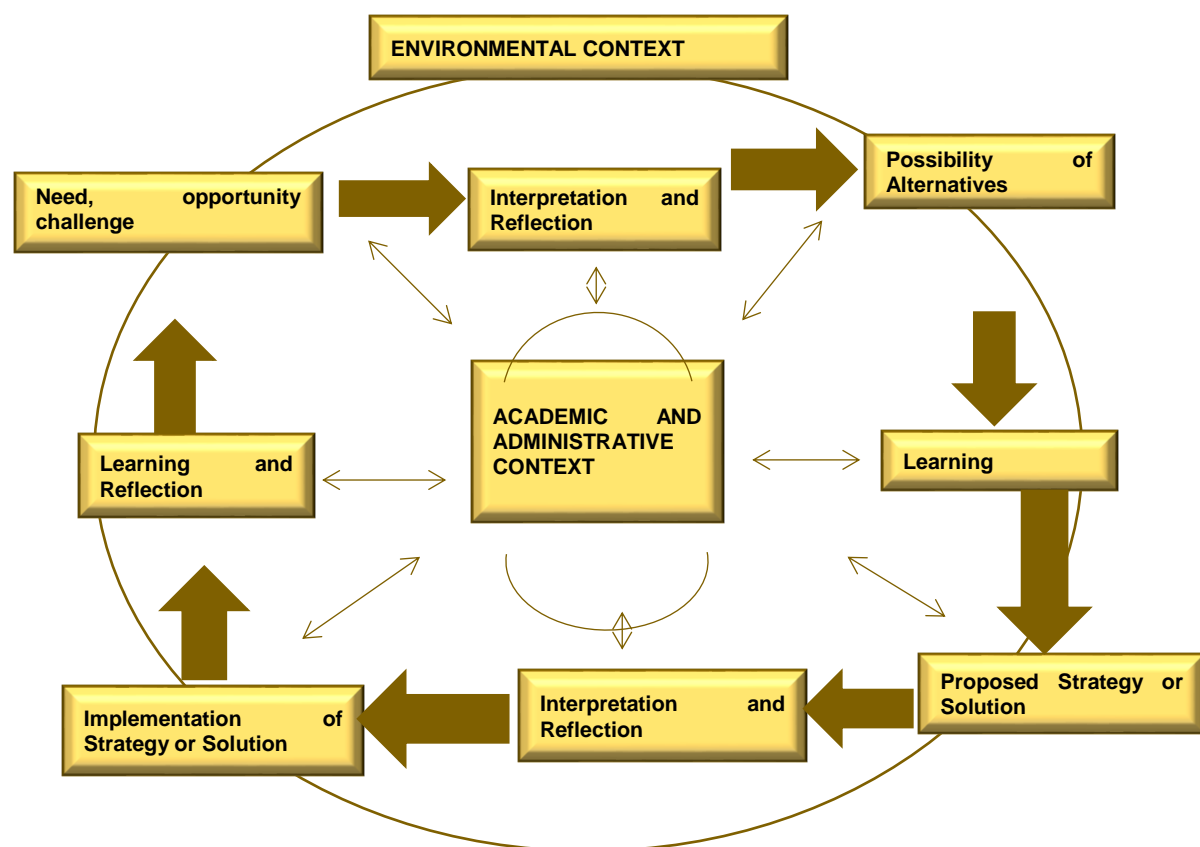 ENVIRONMENTAL CONTEXT
Possibility of
Alternatives
Need, opportunity
challenge
Interpretation and
Reflection
ACADEMIC AND
ADMINISTRATIVE
CONTEXT
Learning and
Reflection
Learning
Proposed Strategy or
Solution
Interpretation and
Reflection
Implementation of
Strategy or Solution